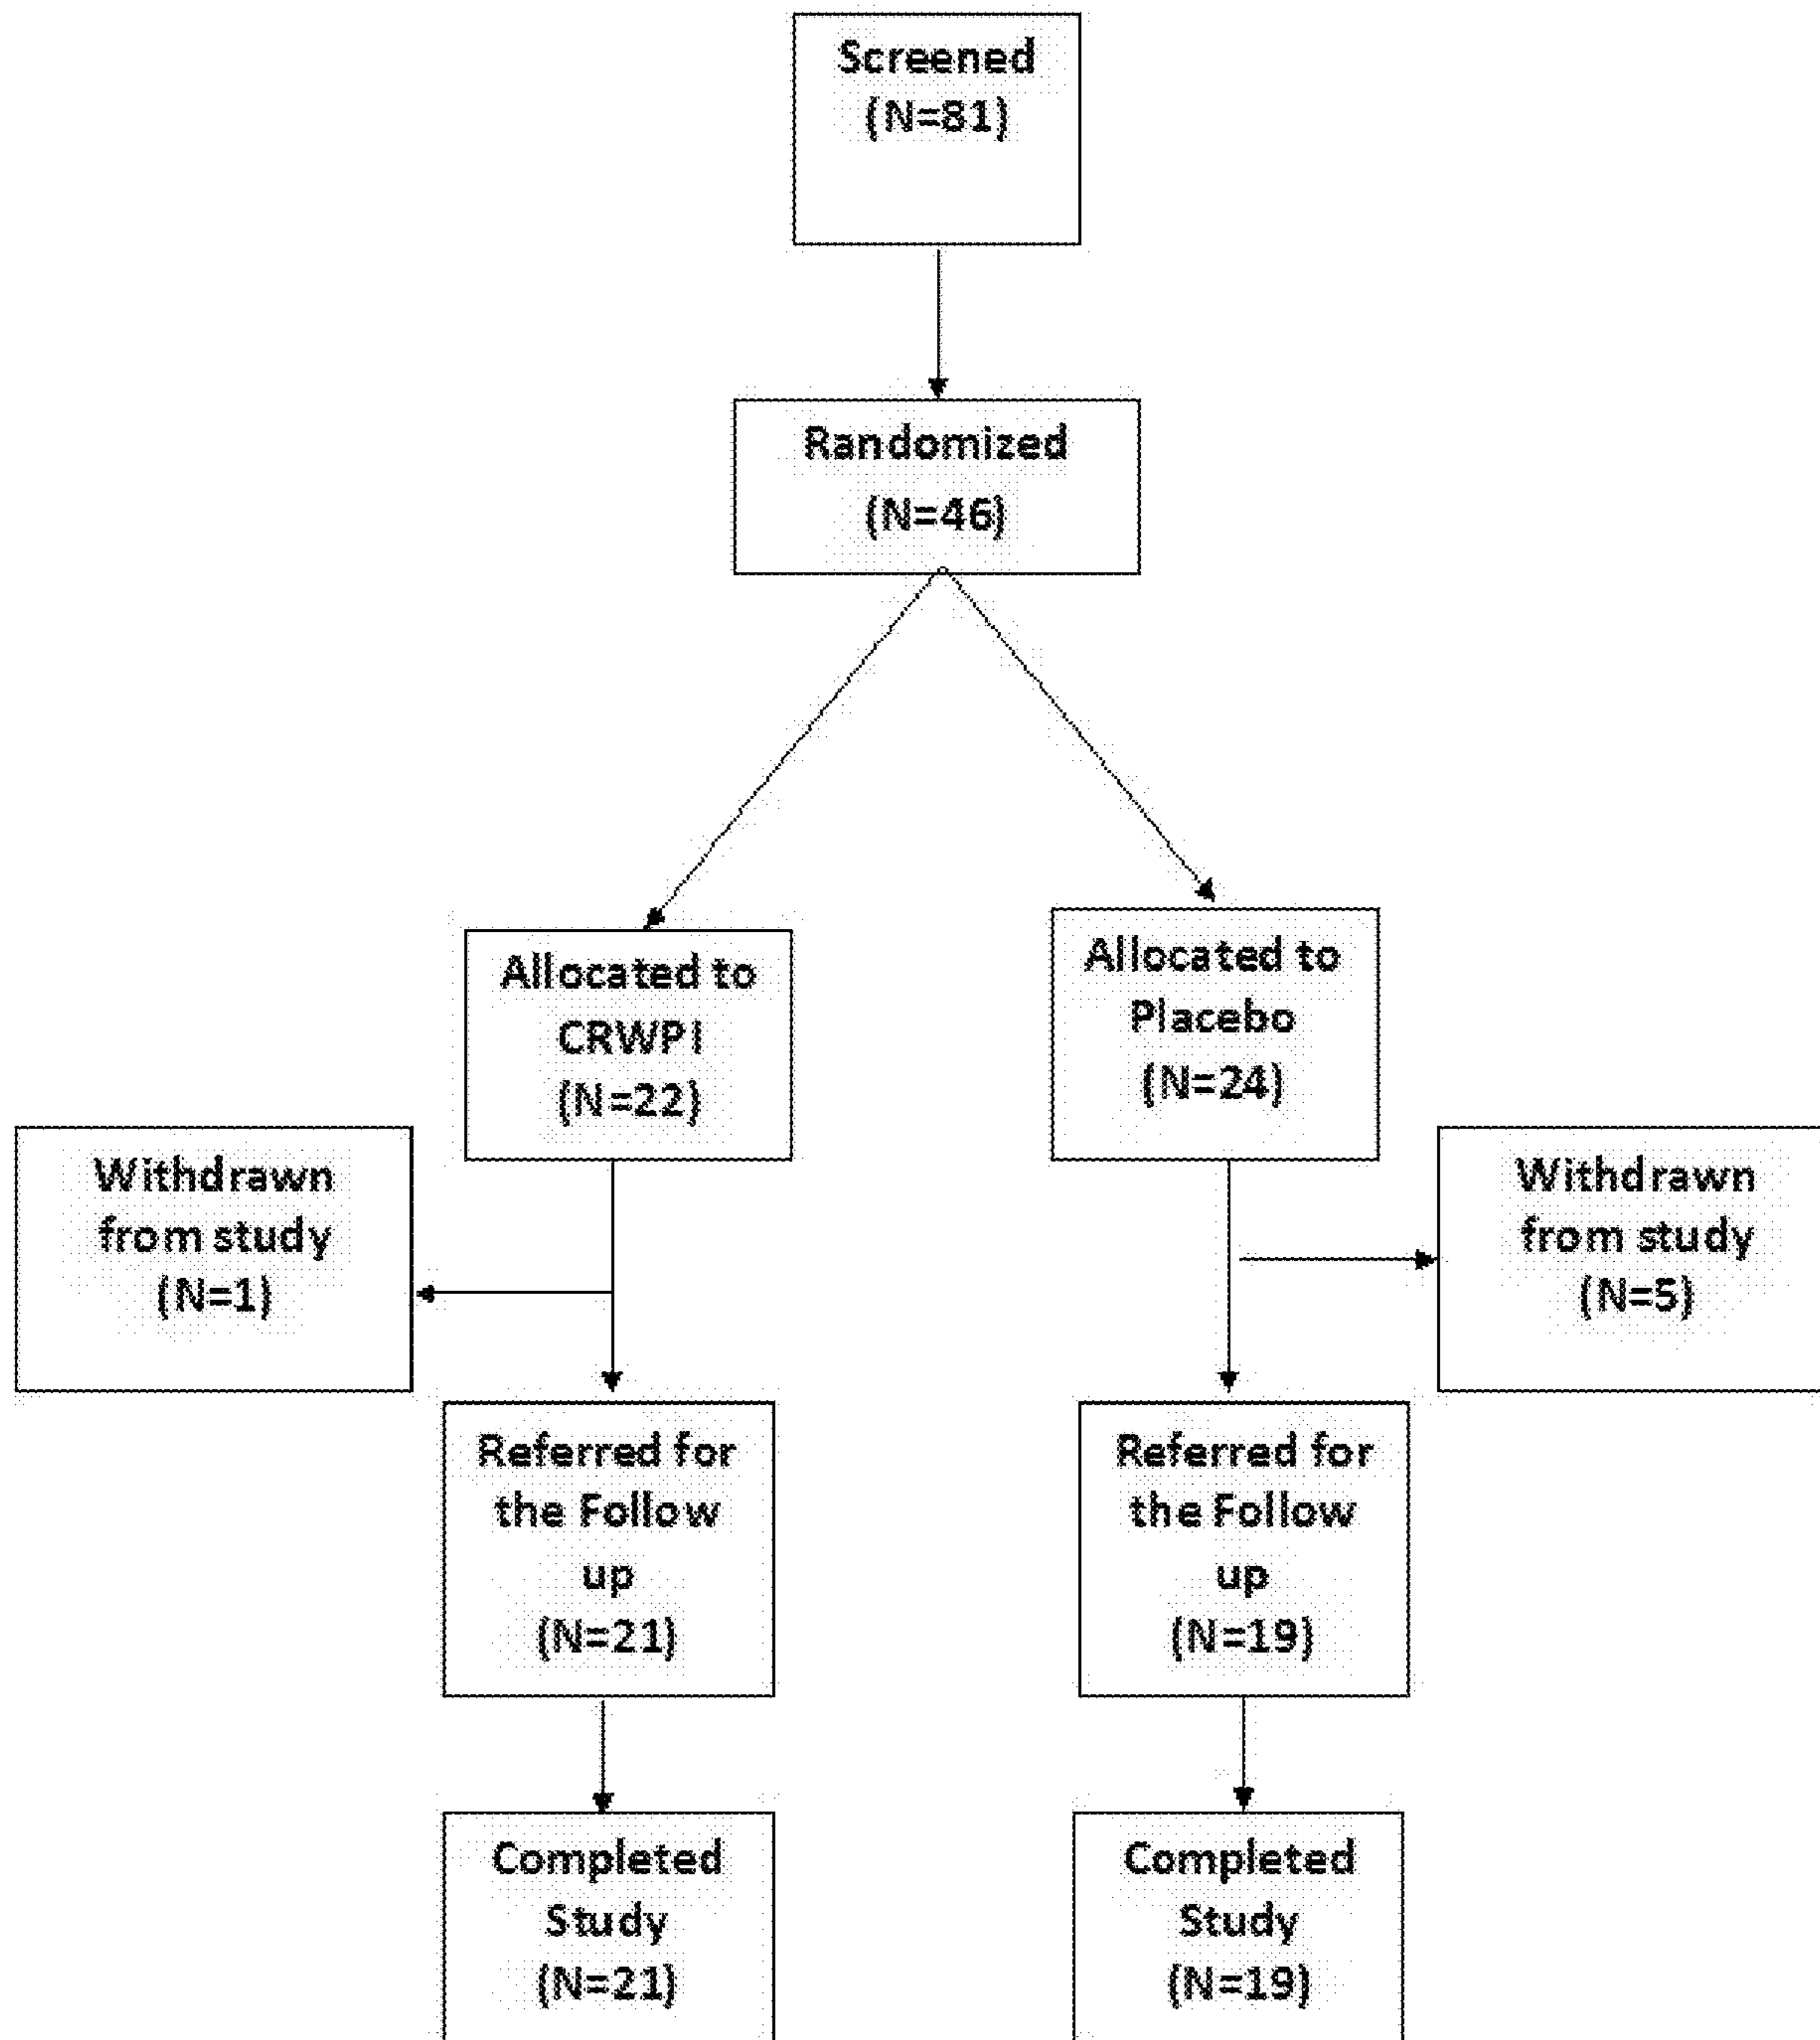 Screened
(N=81)
Randomized
(N=46)
Allocated to
CRWPI
(N=22)
Allocated to
Placebo
(N=24)
Withdrawn
from study
(N=1)
Withdrawn
from study
(N=5)
Referred for
the Follow
up
(N=21)
Referred for
the Follow
up
(N=19)
Completed
Study
(N=21)
Completed
Study
(N=19)